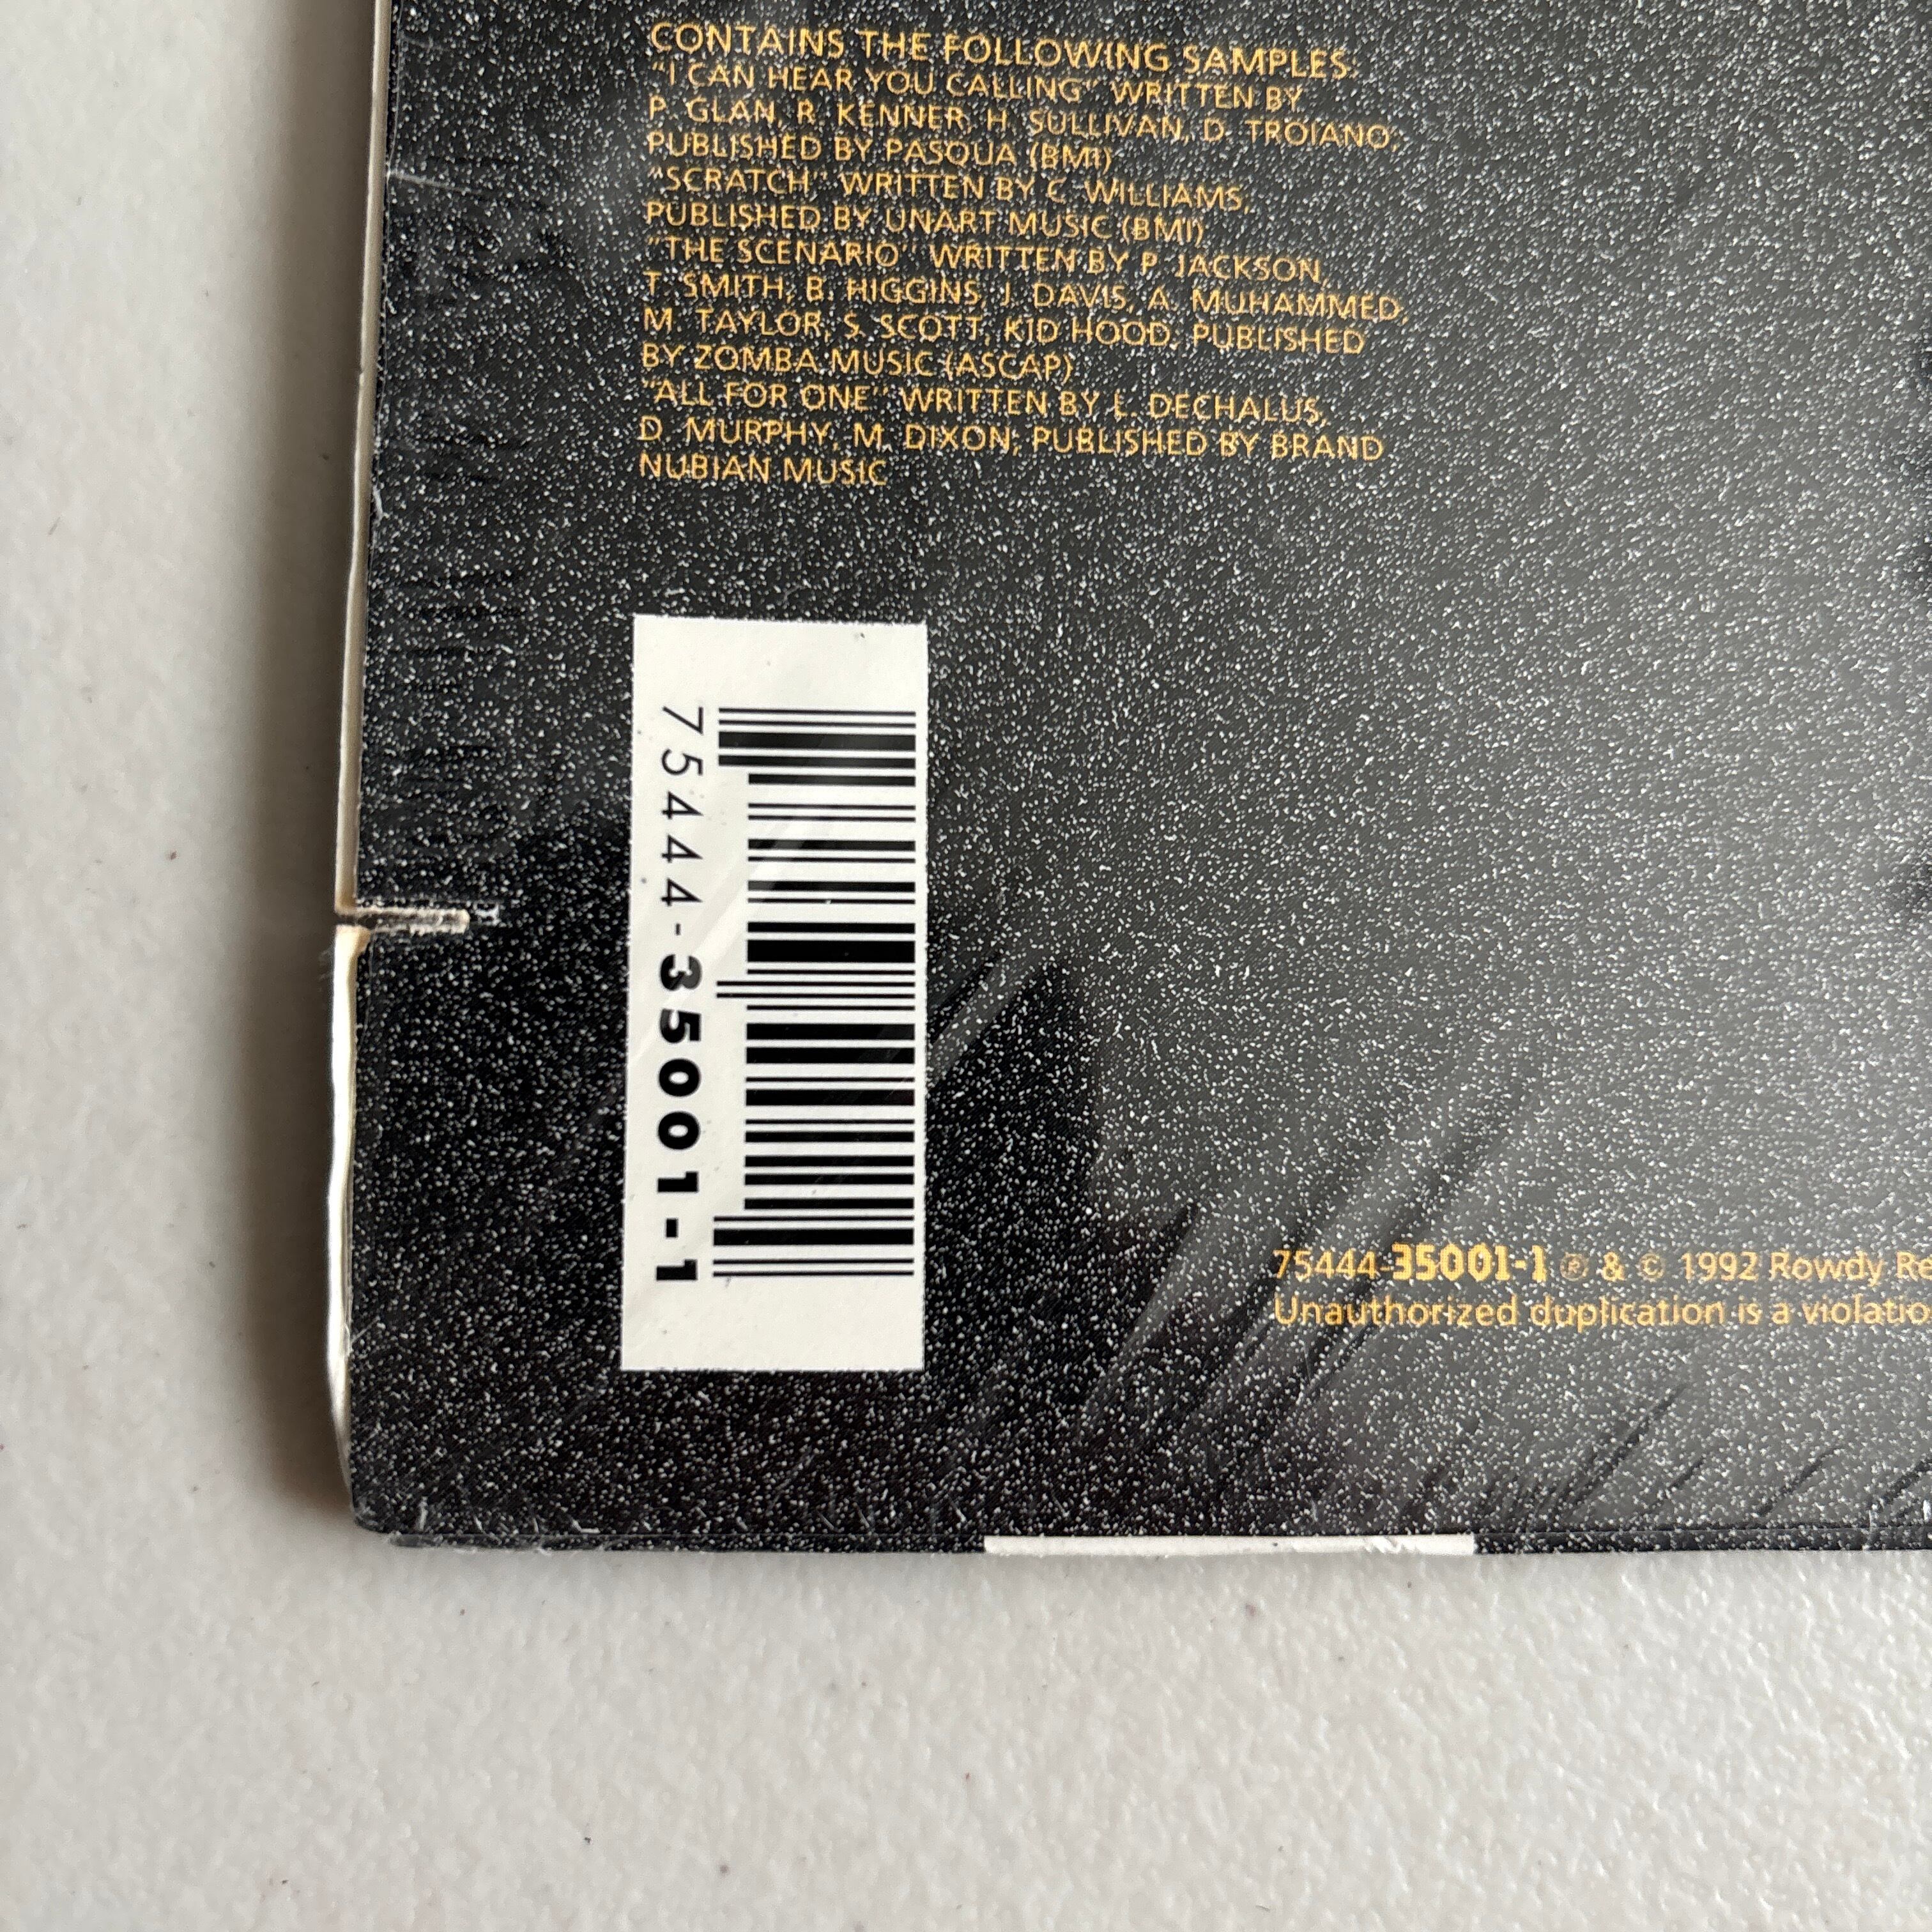 CONTAINS THE FOLLOWING SAMPLES:
"I CAN HEAR YOU CALLING" WRITTEN BY
P. GLAN, R. KENNER, H. SULLIVAN, D. TROIANO;
PUBLISHED BY PASQUA (BMI)
"SCRATCH" WRITTEN BY C. WILLIAMS,
PUBLISHED BY UNART MUSIC (BMI)
"THE SCENARIO" WRITTEN BY P. JACKSON,
T. SMITH, B. HIGGINS, J. DAVIS, A. MUHAMMED,
M. TAYLOR, S. SCOTT, KID HOOD, PUBLISHED
BY ZOMBA MUSIC (ASCAP)
"ALL FOR ONE" WRITTEN BY L. DECHALUS,
D. MURPHY, M. DIXON; PUBLISHED BY BRAND
NUBIAN MUSIC
75444-35001-1
75444-35001-1 ℗ & © 1992 Rowdy Re
Unauthorized duplication is a violatio